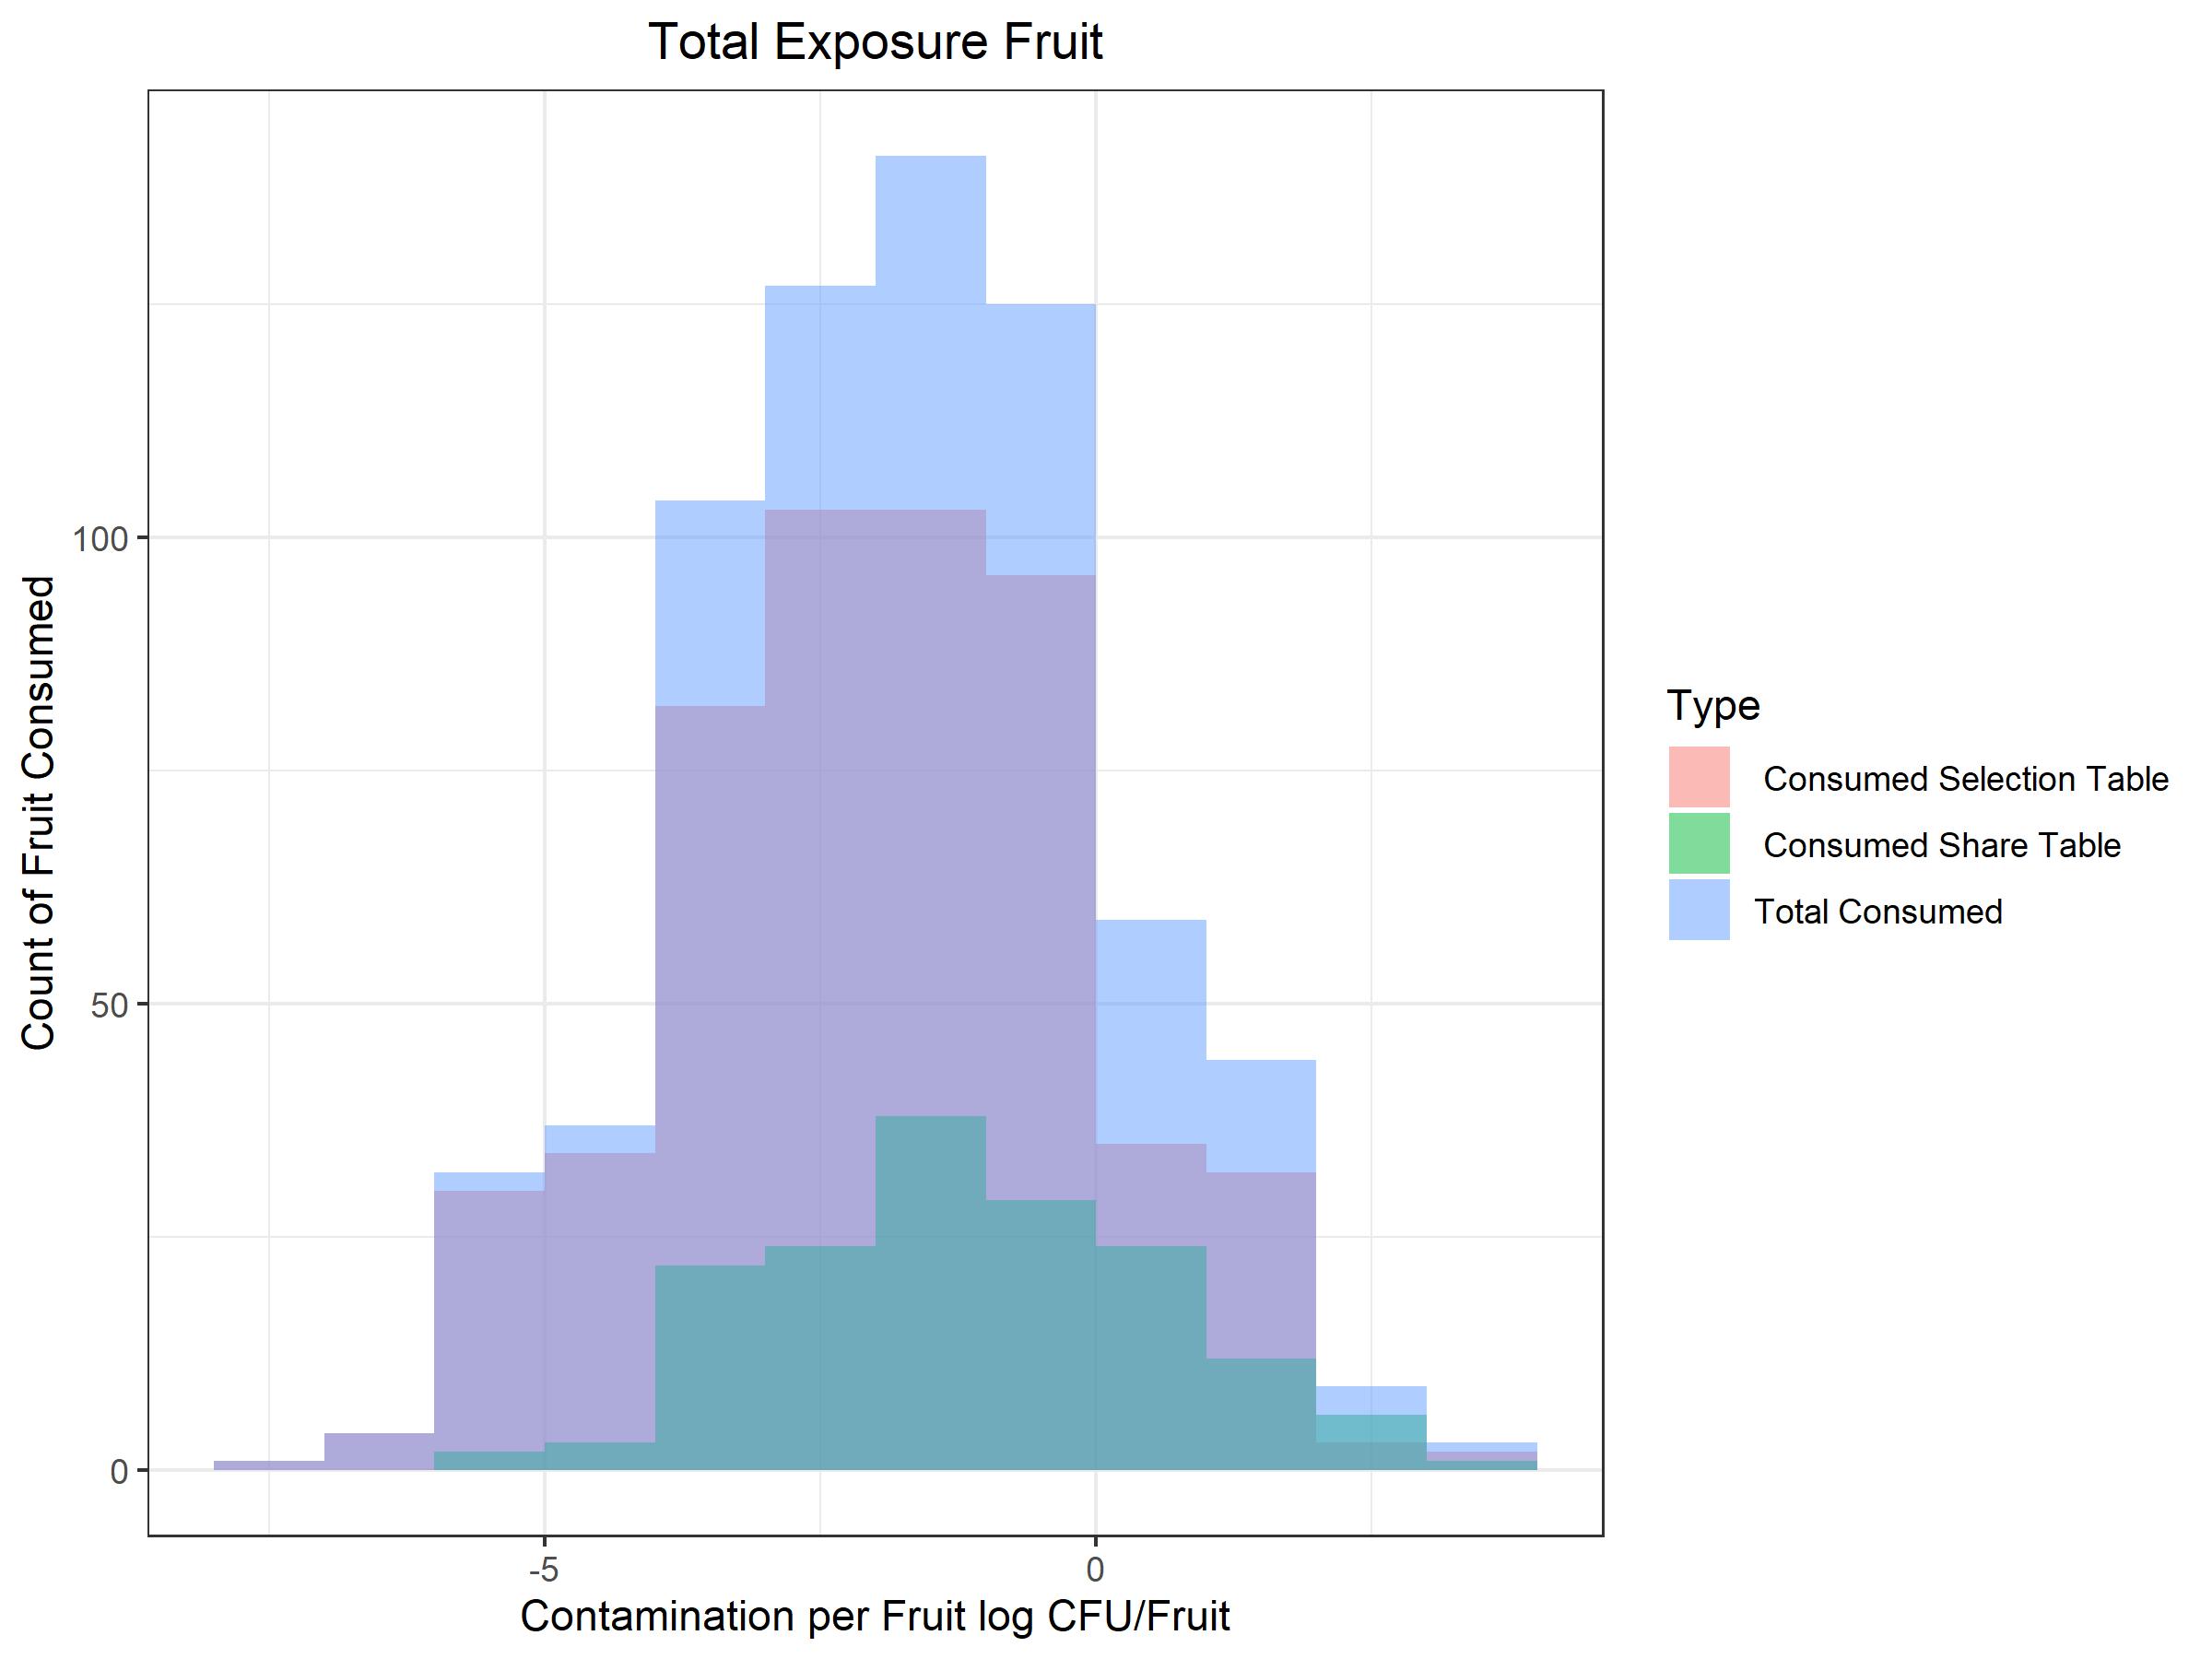 Total Exposure Fruit
Count of Fruit Consumed
100
50
0
-5
0
Contamination per Fruit log CFU/Fruit
Type
Consumed Selection Table
Consumed Share Table
Total Consumed